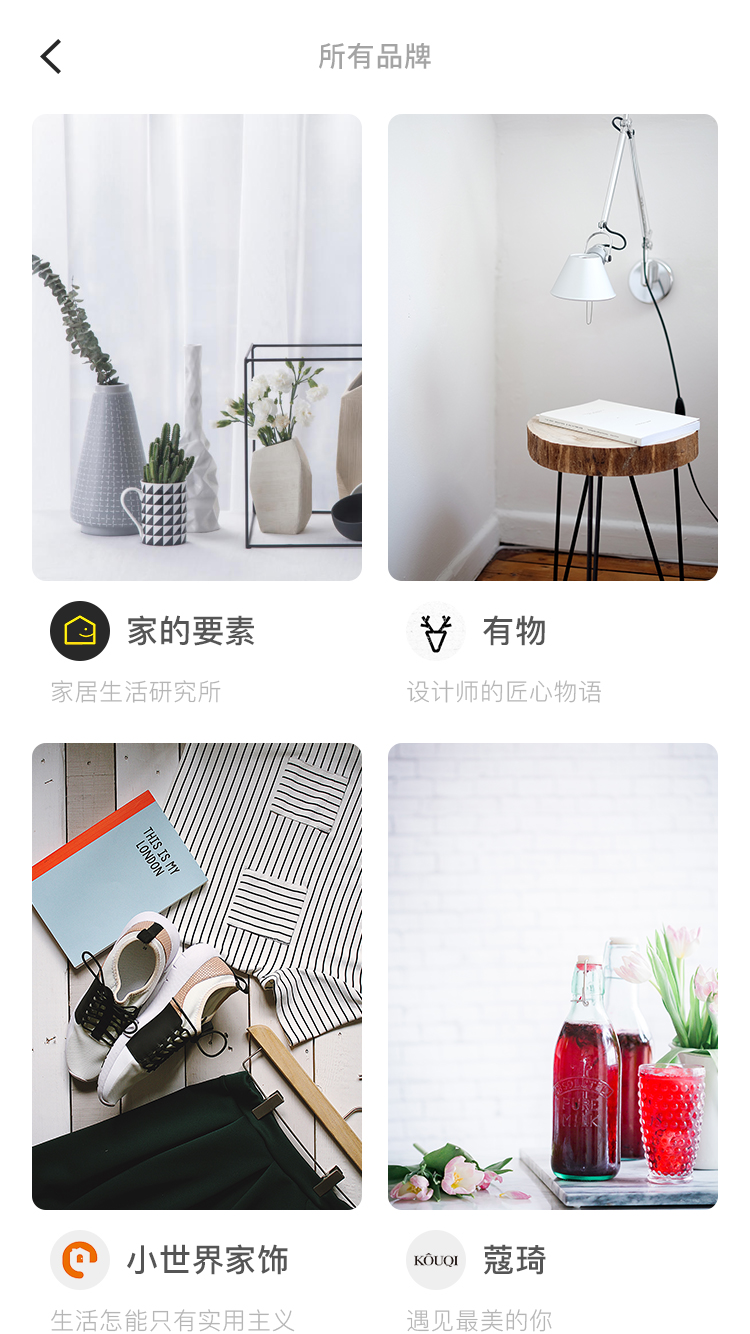 所有品牌
家的要素
家居生活研究所
有物
设计师的匠心物语
THIS IS MY
LONDON
小世界家饰
生活怎能只有实用主义
KÔUQI
蔻琦
遇见最美的你